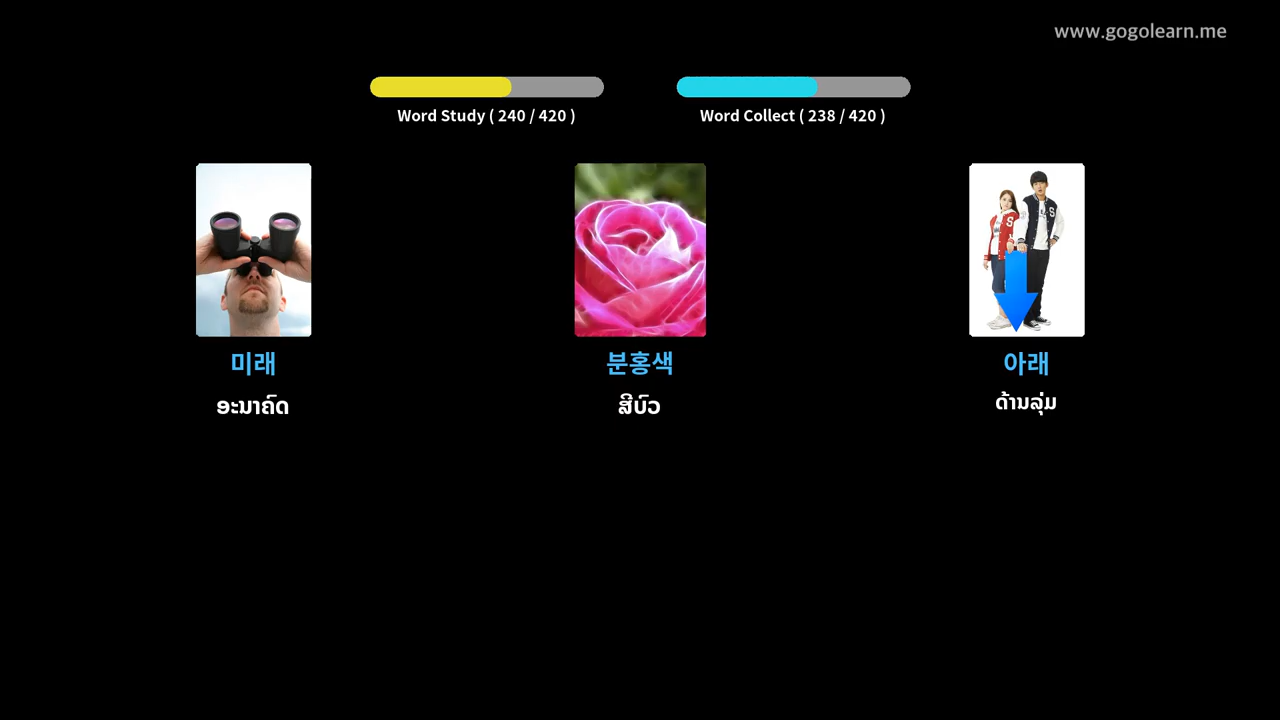 www.gogolearn.me
Word Study ( 240 / 420 )
Word Collect ( 238 / 420 )
미래
분홍색
아래
ອະນາຄົດ
ສີບົວ
ດ້ານລຸ່ມ